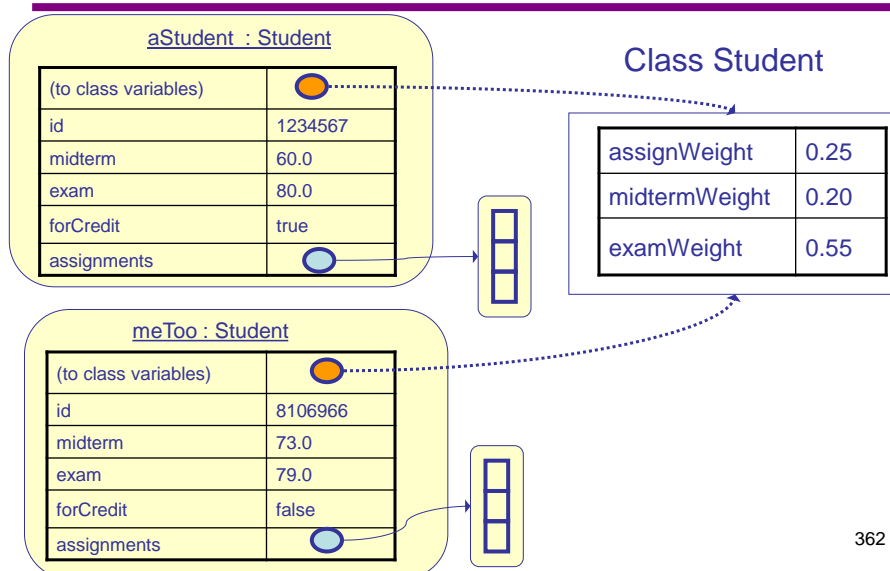 aStudent : Student
(to class variables)
id 1234567
midterm 60.0
exam 80.0
forCredit true
assignments
Class Student
assignWeight 0.25
midtermWeight 0.20
examWeight 0.55
meToo : Student
(to class variables)
id 8106966
midterm 73.0
exam 79.0
forCredit false
assignments
362